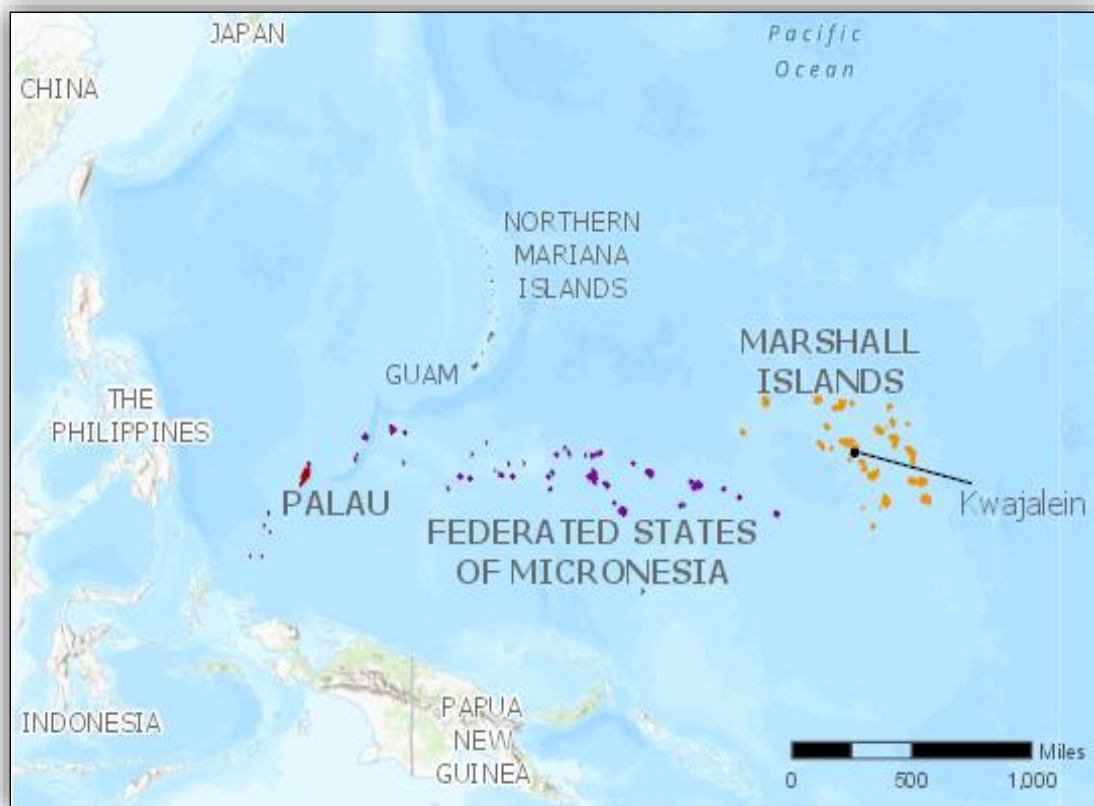 JAPAN
Pacific
Ocean
CHINA
NORTHERN
MARIANA
ISLANDS
MARSHALL
ISLANDS
GUAM
THE
PHILIPPINES
PALAU
Kwajalein
FEDERATED STATES
OF MICRONESIA
INDONESIA
PAPUA
NEW
GUINEA
Miles
0 500 1,000